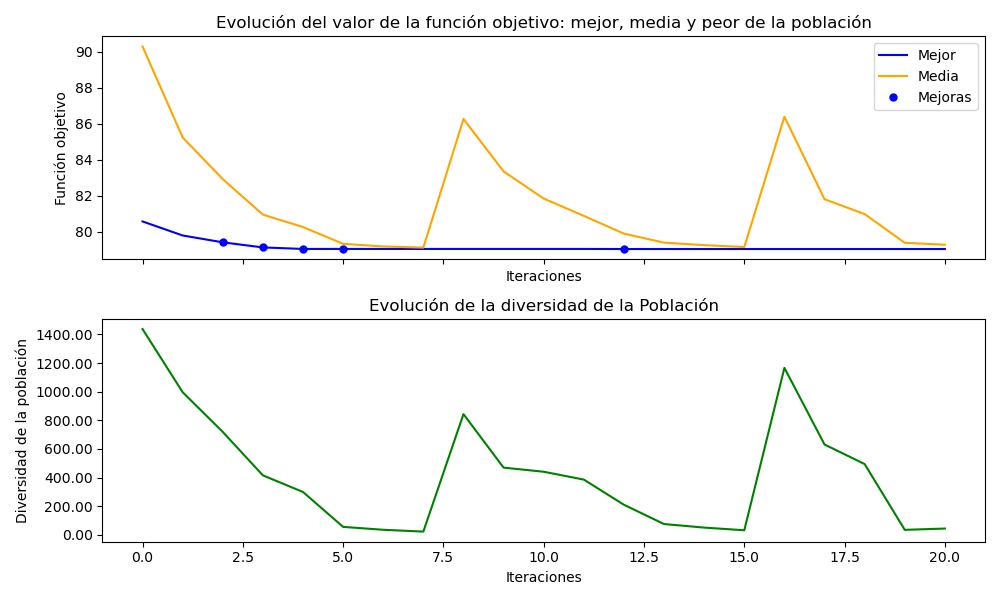 Evolución del valor de la función objetivo: mejor, media y peor de la población
Función objetivo
90
88
86
84
82
80
Mejor
Media
Mejoras
Iteraciones
Evolución de la diversidad de la Población
Diversidad de la población
1400.00
1200.00
1000.00
800.00
600.00
400.00
200.00
0.00
0.0 2.5 5.0 7.5 10.0 12.5 15.0 17.5 20.0
Iteraciones